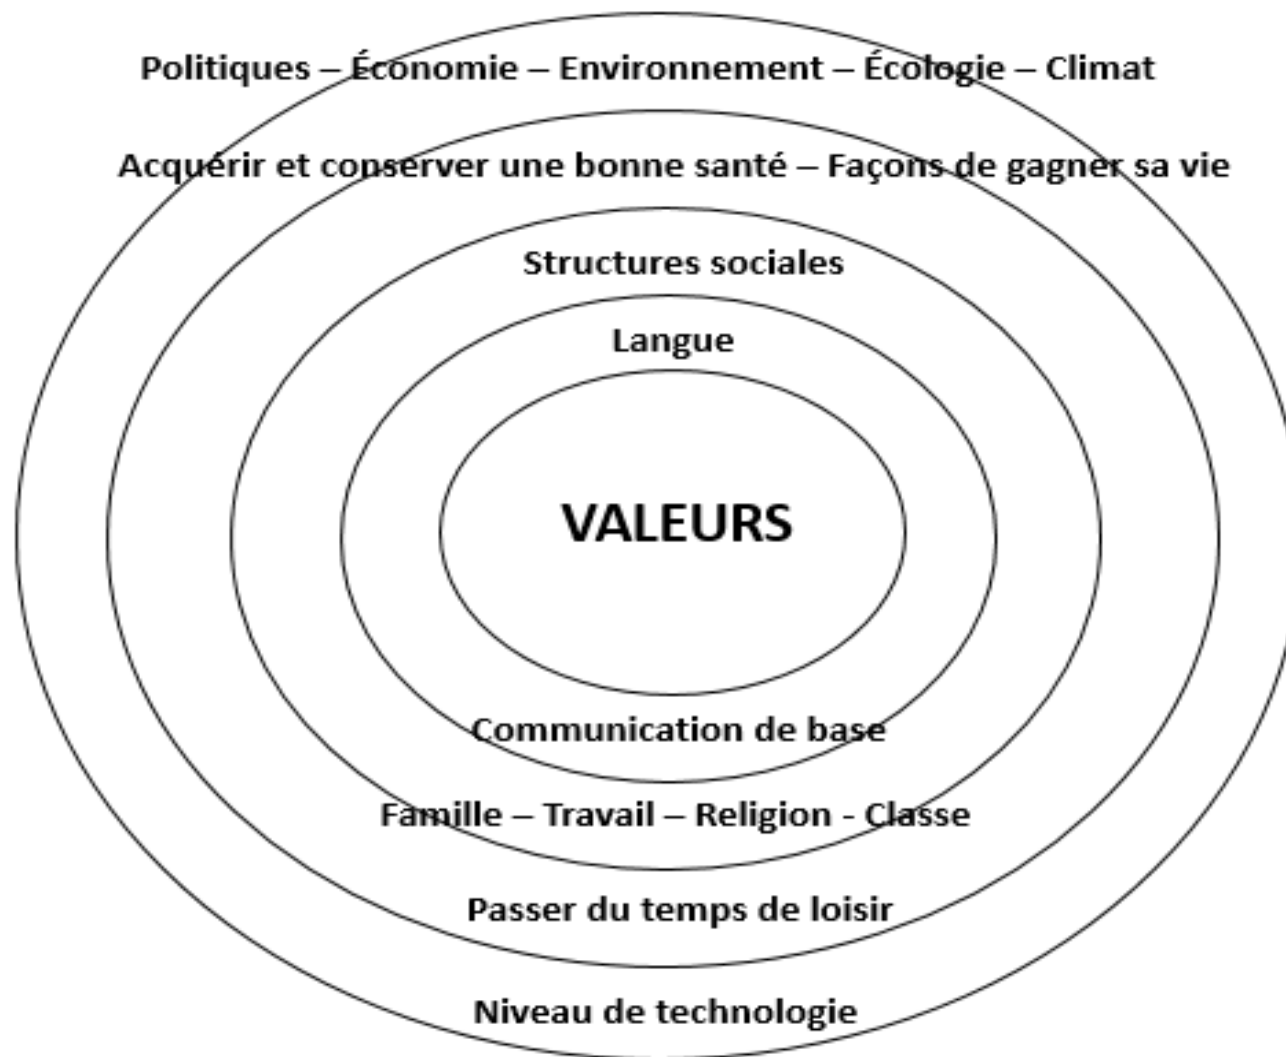 Politiques – Économie – Environnement – Écologie – Climat
Acquérir et conserver une bonne santé – Façons de gagner sa vie
Structures sociales
Langue
VALEURS
Communication de base
Famille – Travail – Religion - Classe
Passer du temps de loisir
Niveau de technologie